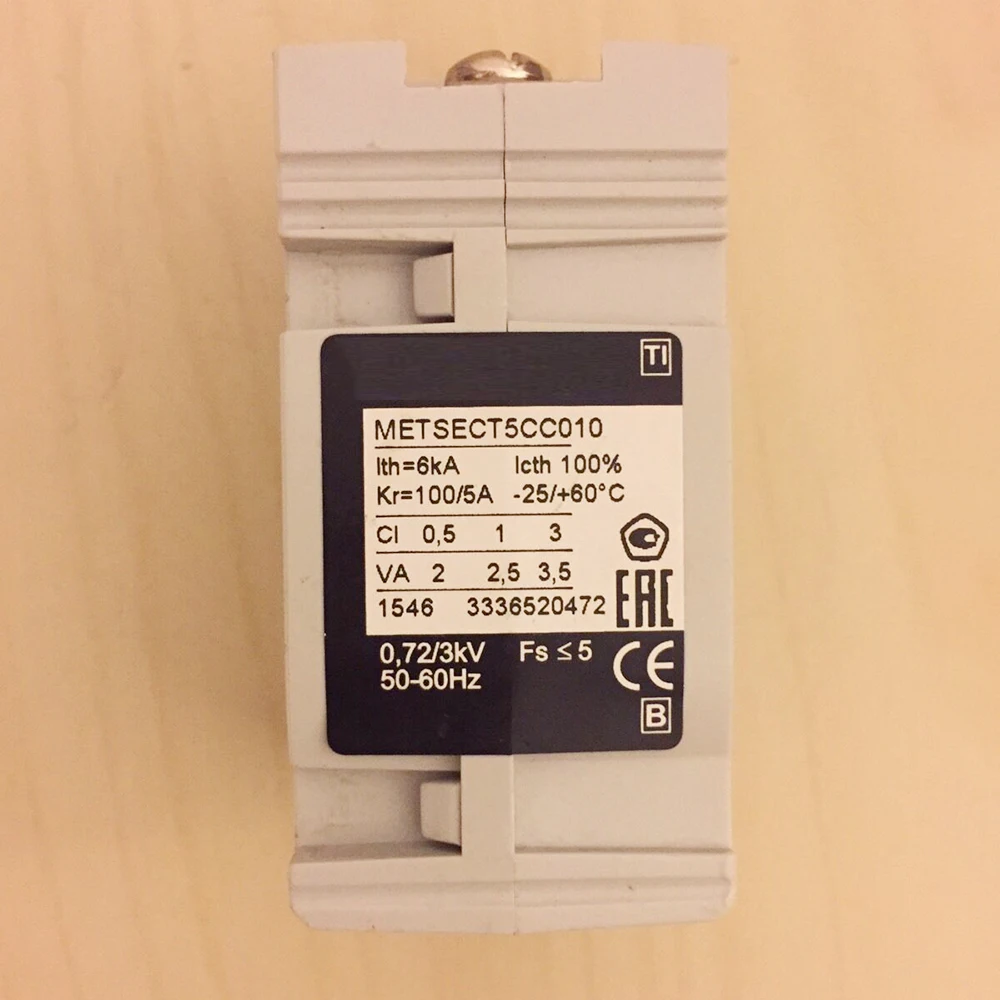 TI
METSECT5CC010
Ith=6kA Icth 100%
Kr=100/5A -25/+60°C
Cl 0,5 1 3
VA 2 2,5 3,5
1546 3336520472
EAC
0,72/3kV Fs ≤ 5
50-60Hz
CE
B